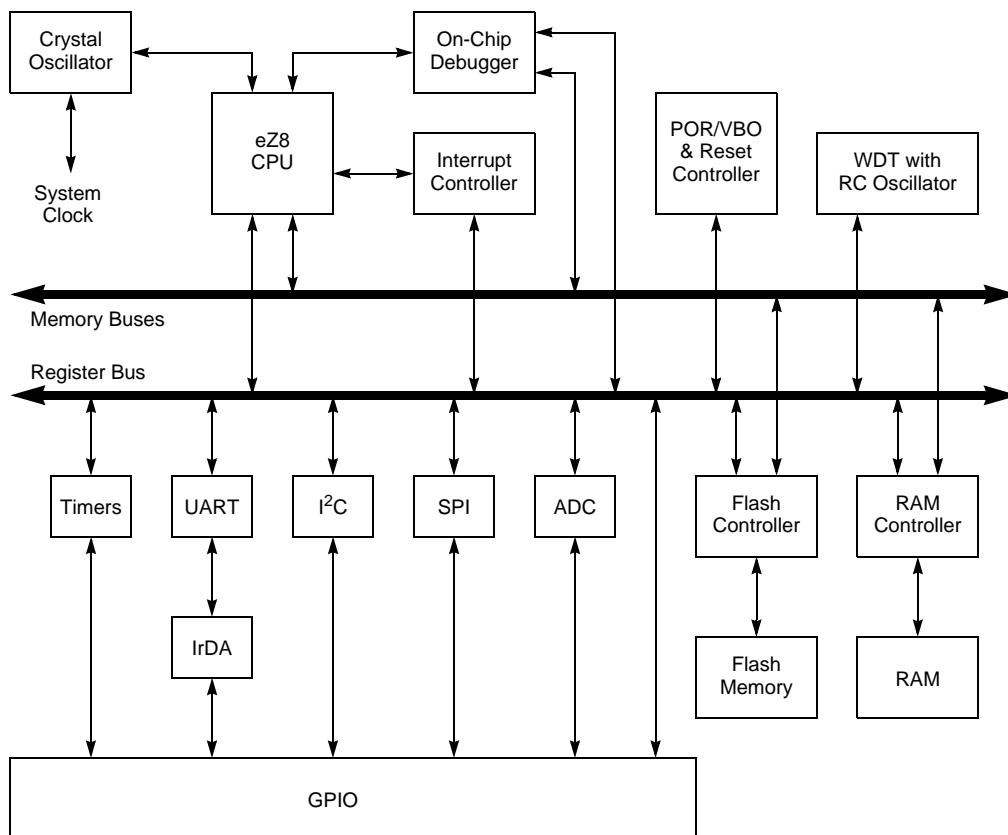 Crystal
Oscillator
On-Chip
Debugger
eZ8
CPU
Interrupt
Controller
POR/VBO
& Reset
Controller
WDT with
RC Oscillator
System
Clock
Memory Buses
Register Bus
Timers
UART
I²C
SPI
ADC
Flash
Controller
RAM
Controller
IrDA
Flash
Memory
RAM
GPIO